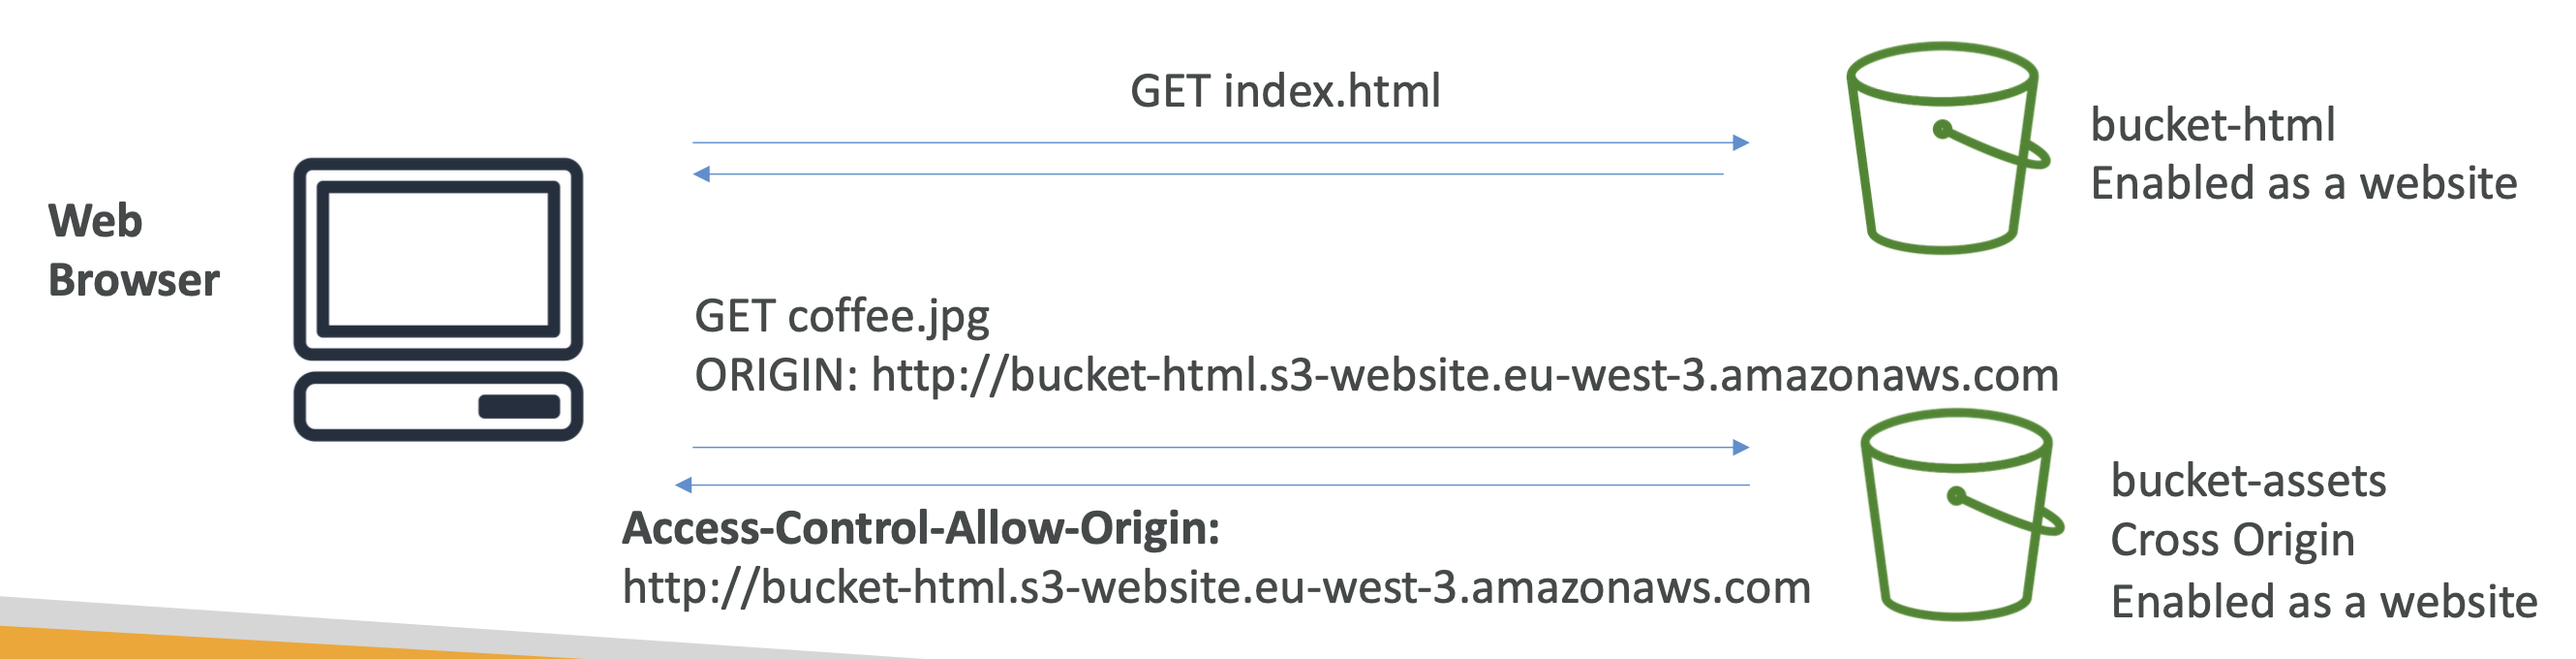 GET index.html
bucket-html
Enabled as a website
Web
Browser
GET coffee.jpg
ORIGIN: http://bucket-html.s3-website.eu-west-3.amazonaws.com
Access-Control-Allow-Origin:
http://bucket-html.s3-website.eu-west-3.amazonaws.com
bucket-assets
Cross Origin
Enabled as a website